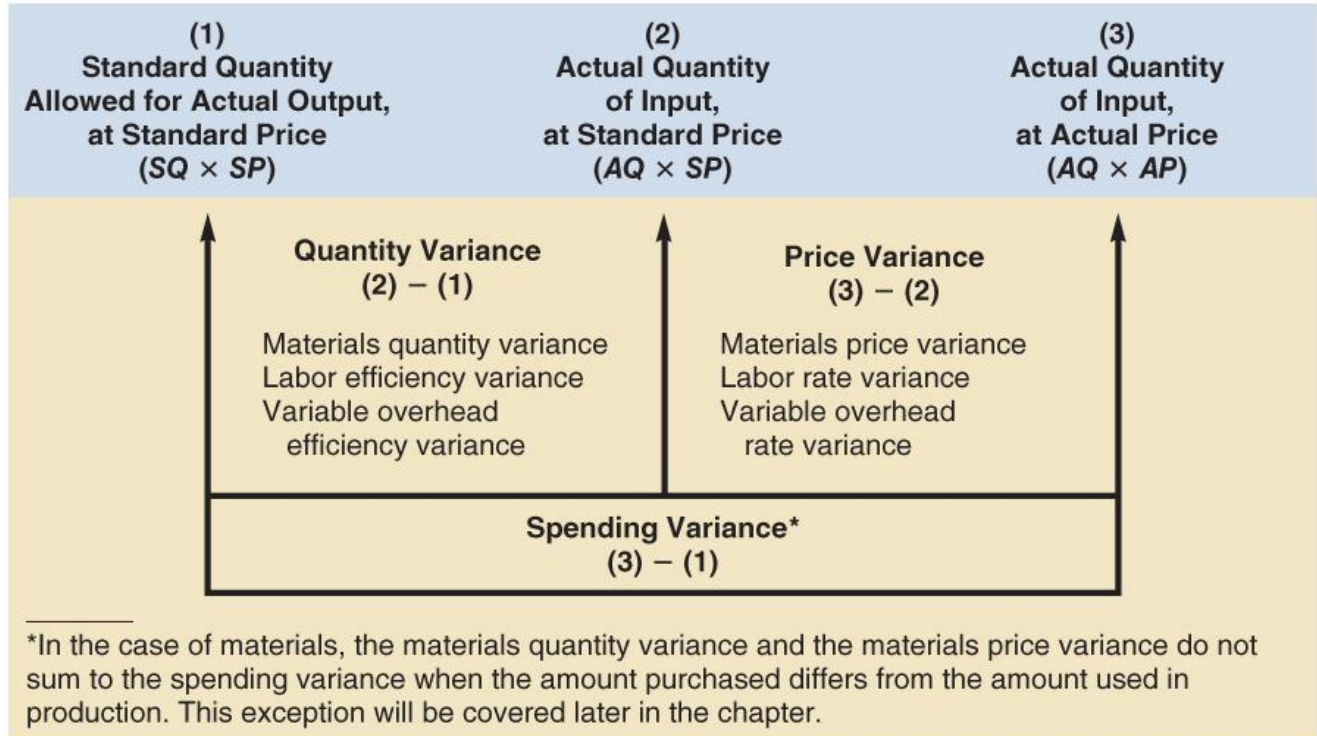 (1)
Standard Quantity
Allowed for Actual Output,
at Standard Price
(SQ × SP)
(2)
Actual Quantity
of Input,
at Standard Price
(AQ × SP)
(3)
Actual Quantity
of Input,
at Actual Price
(AQ × AP)
Quantity Variance
(2) − (1)
Materials quantity variance
Labor efficiency variance
Variable overhead
efficiency variance
Price Variance
(3) − (2)
Materials price variance
Labor rate variance
Variable overhead
rate variance
Spending Variance*
(3) − (1)
*In the case of materials, the materials quantity variance and the materials price variance do not
sum to the spending variance when the amount purchased differs from the amount used in
production. This exception will be covered later in the chapter.